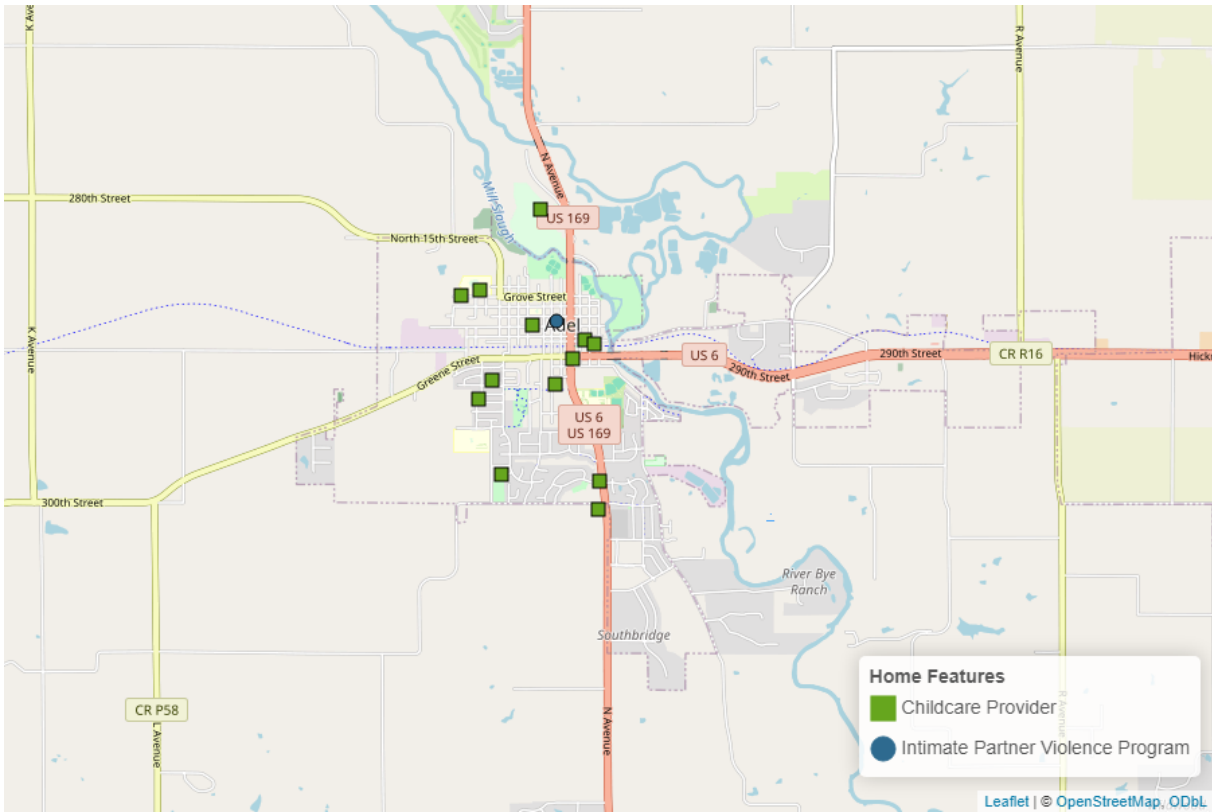 K Ave
R Avenue
N Avenue
280th Street
Mill Slough
US 169
North 15th Street
Grove Street
Adel
K Avenue
Greene Street
US 6
290th Street
290th Street
CR R16
Hick
US 6
US 169
300th Street
River Bye
Ranch
Southbridge
CR P58
L Avenue
N Avenue
R Avenue
Home Features
Childcare Provider
Intimate Partner Violence Program
Leaflet | © OpenStreetMap, ODbL